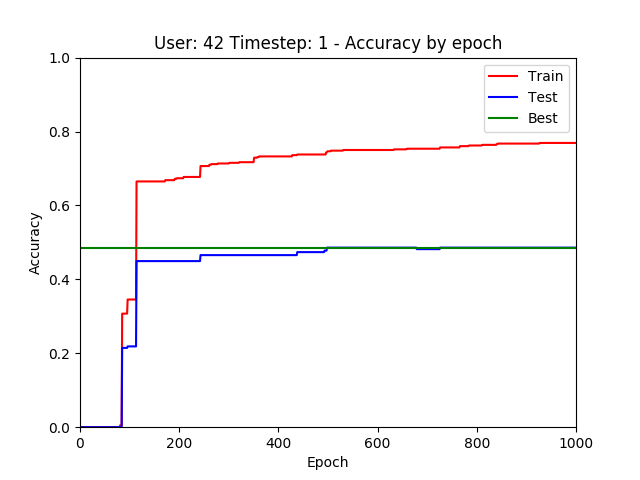 User: 42 Timestep: 1 - Accuracy by epoch
1.0
0.8
0.6
0.4
0.2
0.0
Accuracy
Train
Test
Best
0 200 400 600 800 1000
Epoch